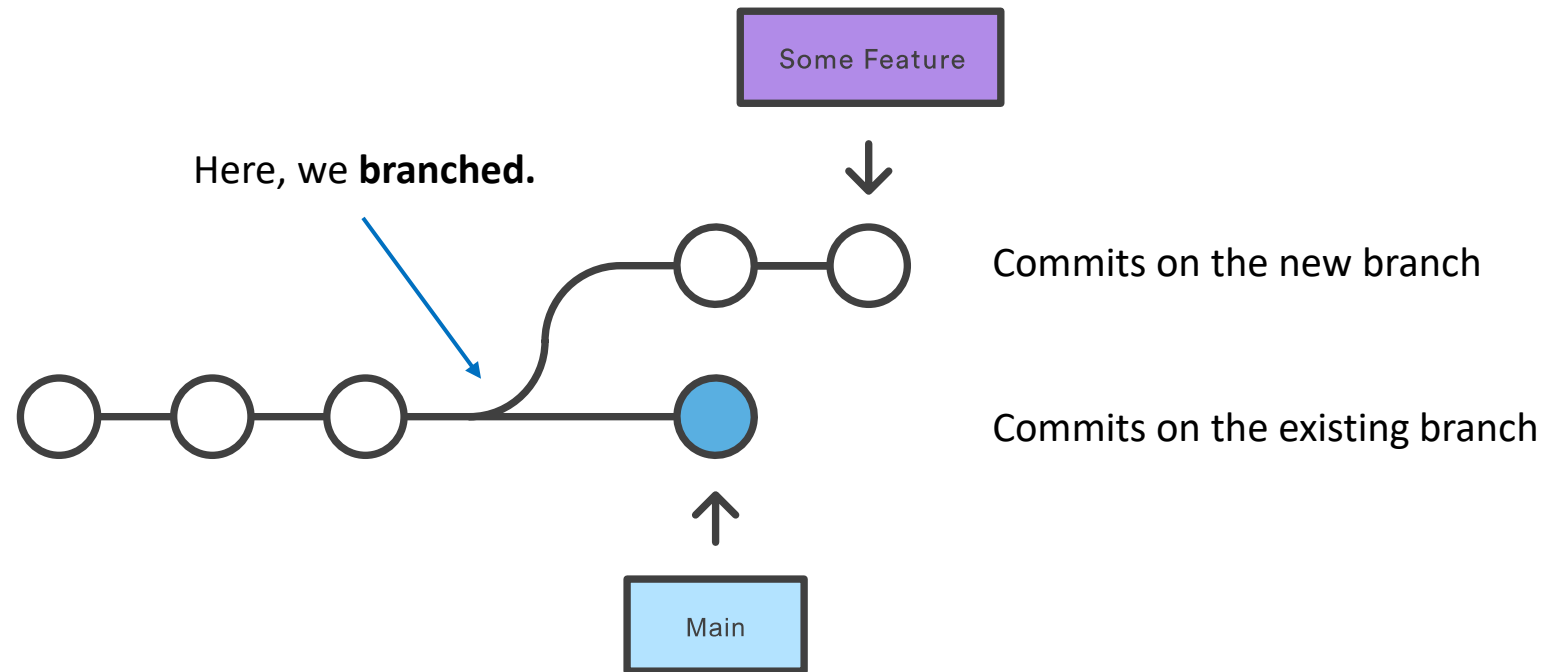 Some Feature
Here, we branched.
Commits on the new branch
Commits on the existing branch
Main